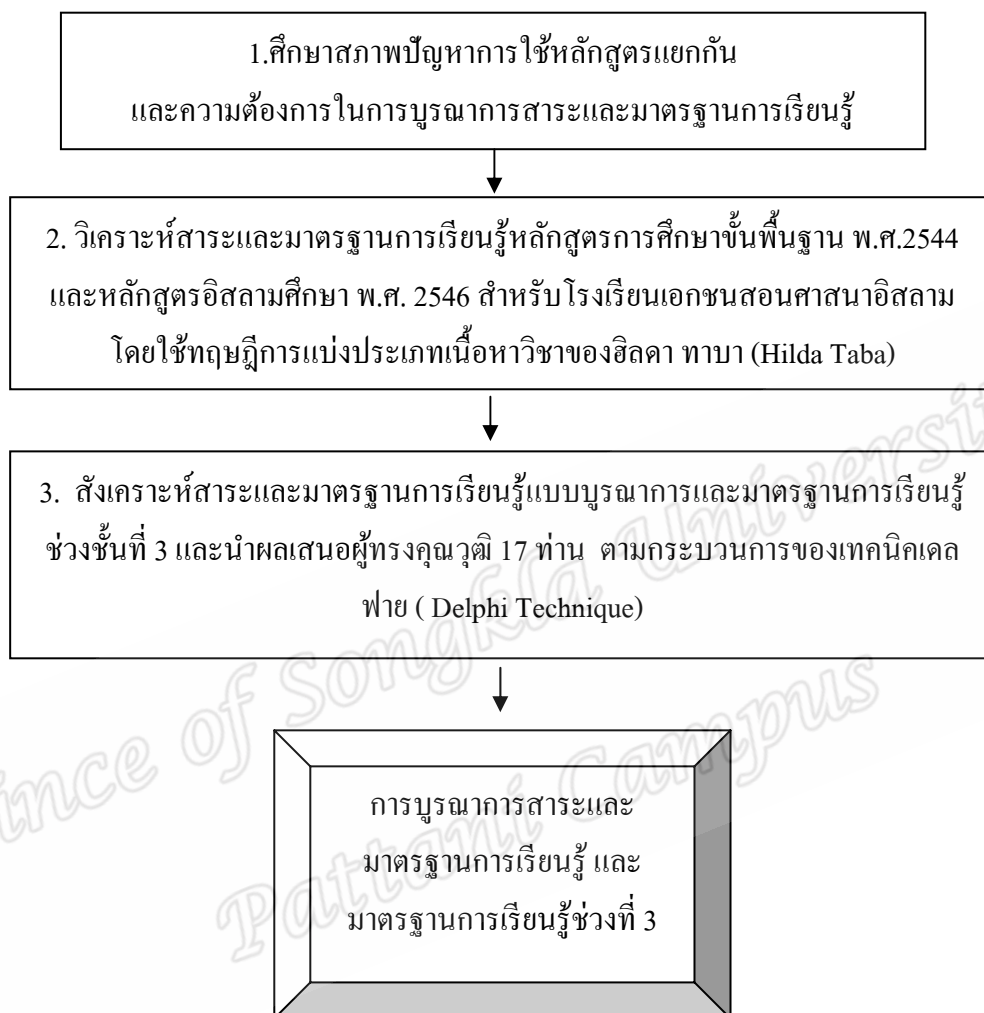 1.ศึกษาสภาพปัญหาการใช้หลักสูตรแยกกัน
และความต้องการในการบูรณาการสาระและมาตรฐานการเรียนรู้
2. วิเคราะห์สาระและมาตรฐานการเรียนรู้หลักสูตรการศึกษาขั้นพื้นฐาน พ.ศ.2544
และหลักสูตรอิสลามศึกษา พ.ศ. 2546 สำหรับโรงเรียนเอกชนสอนศาสนาอิสลาม
โดยใช้ทฤษฎีการแบ่งประเภทเนื้อหาวิชาของฮิลดา ทาบา (Hilda Taba)
3. สังเคราะห์สาระและมาตรฐานการเรียนรู้แบบบูรณาการและมาตรฐานการเรียนรู้
ช่วงชั้นที่ 3 และนำผลเสนอผู้ทรงคุณวุฒิ 17 ท่าน ตามกระบวนการของเทคนิคเดล
ฟาย ( Delphi Technique)
การบูรณาการสาระและ
มาตรฐานการเรียนรู้ และ
มาตรฐานการเรียนรู้ช่วงที่ 3
ince of Songkla Universit
Pattani Campus